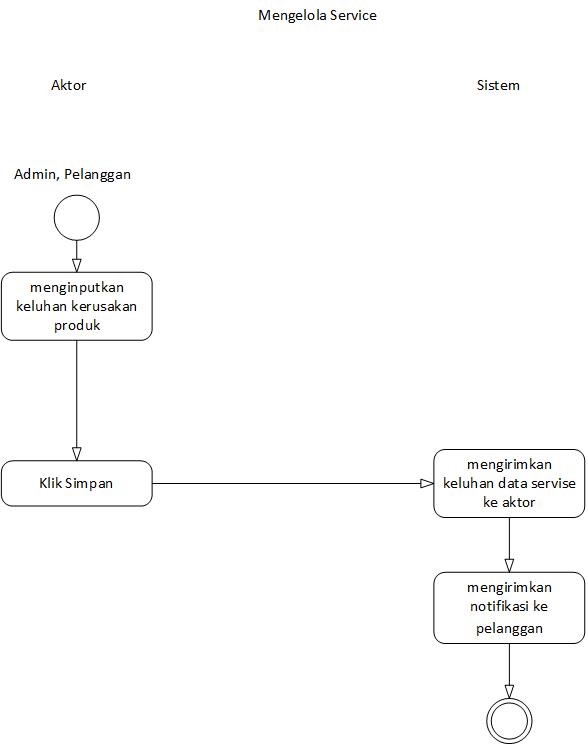 Mengelola Service
Aktor
Sistem
Admin, Pelanggan
menginputkan
keluhan kerusakan
produk
Klik Simpan
mengirimkan
keluhan data servise
ke aktor
mengirimkan
notifikasi ke
pelanggan